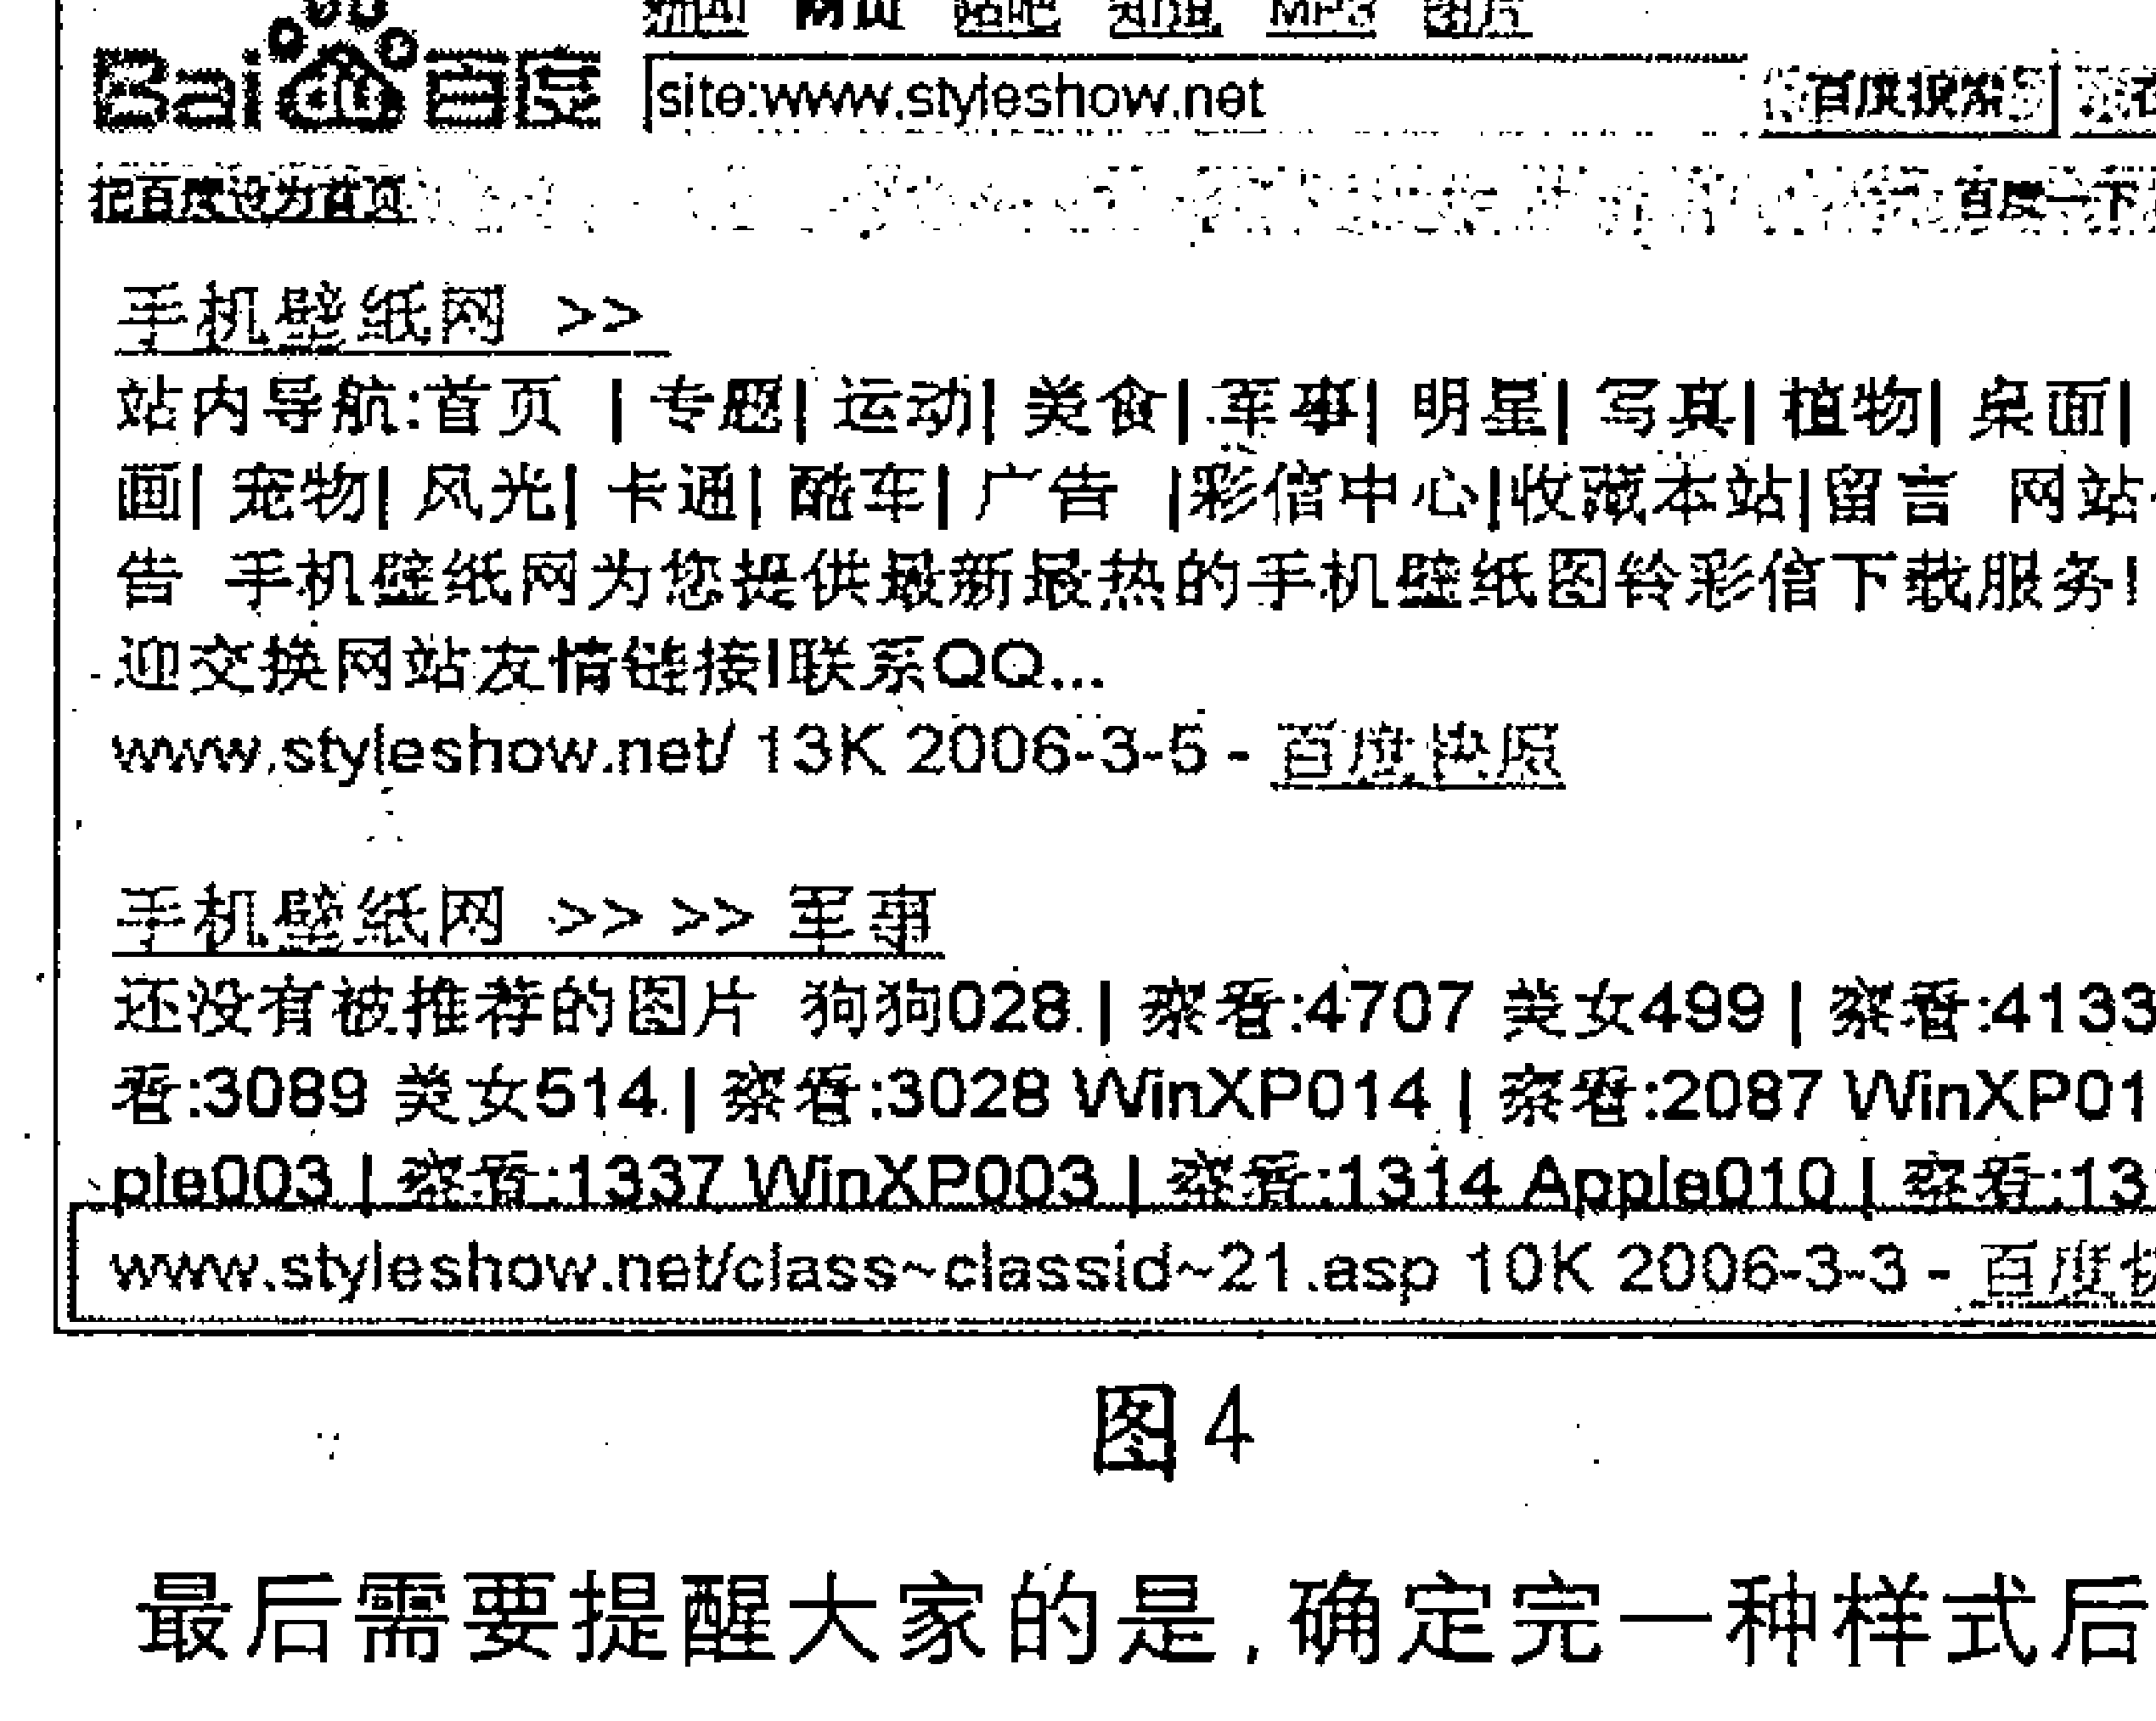 新闻 网页 贴吧 知道 MP3 图片
Bai 百度 site:www.styleshow.net 百度搜索
把百度设为首页 百度一下
手机壁纸网 >>
站内导航:首页 | 专题| 运动| 美食| 军事| 明星| 写真| 植物| 桌面|
画| 宠物| 风光| 卡通| 酷车| 广告 |彩信中心|收藏本站|留言 网站
告 手机壁纸网为您提供最新最热的手机壁纸图铃彩信下载服务!
迎交换网站友情链接!联系QQ...
www.styleshow.net/ 13K 2006-3-5 - 百度快照
手机壁纸网 >> >> 军事
还没有被推荐的图片 狗狗028 | 察看:4707 美女499 | 察看:4133
看:3089 美女514 | 察看:3028 WinXP014 | 察看:2087 WinXP01
ple003 | 察看:1337 WinXP003 | 察看:1314 Apple010 | 察看:13
www.styleshow.net/class~classid~21.asp 10K 2006-3-3 - 百度快
图 4
最后需要提醒大家的是,确定完一种样式后